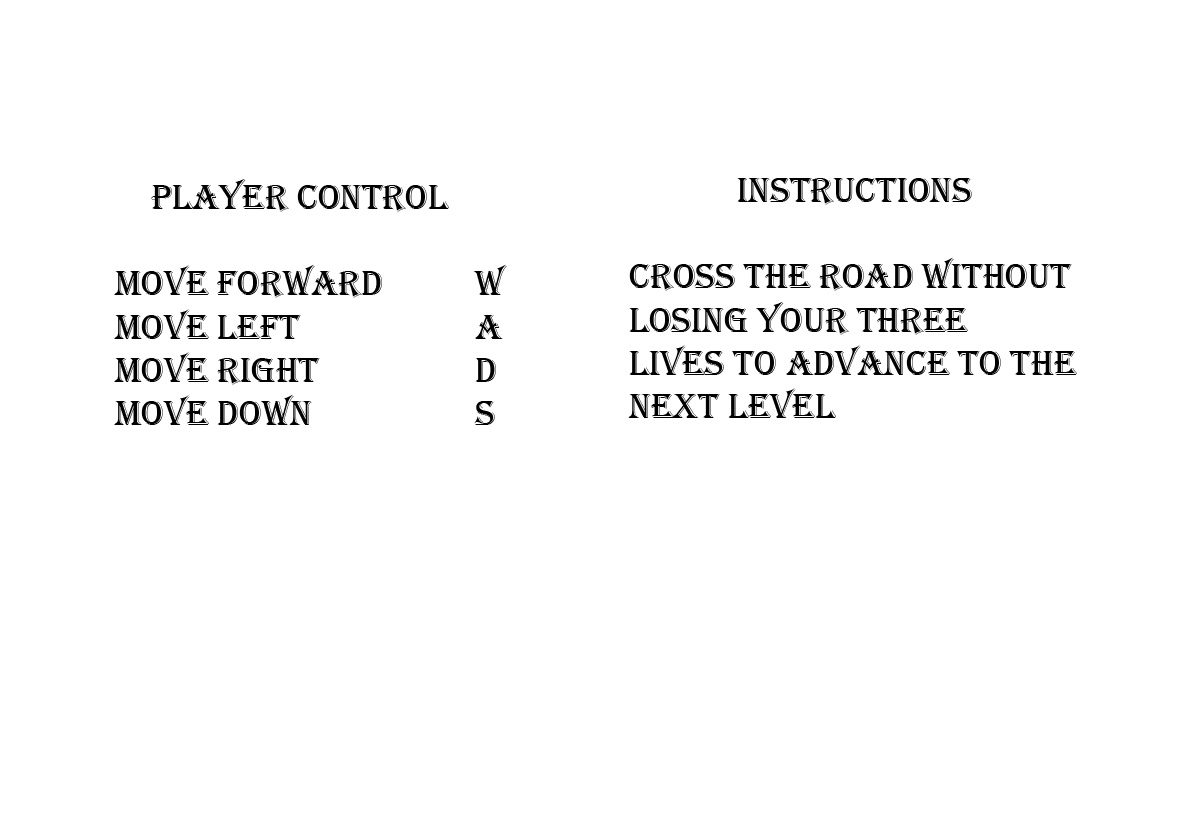 PLAYER CONTROL
MOVE FORWARD W
MOVE LEFT A
MOVE RIGHT D
MOVE DOWN S
INSTRUCTIONS
CROSS THE ROAD WITHOUT
LOSING YOUR THREE
LIVES TO ADVANCE TO THE
NEXT LEVEL